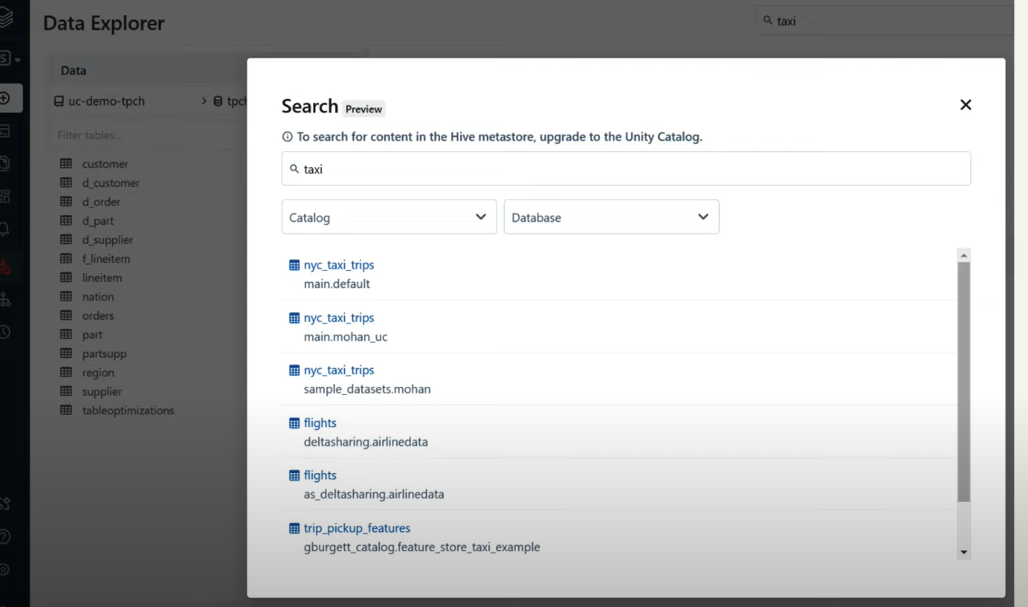 Data Explorer
taxi
Data
uc-demo-tpch
Filter tables...
customer
d_customer
d_order
d_part
d_supplier
f_lineitem
lineitem
nation
orders
part
partsupp
region
supplier
tableoptimizations
Search Preview
To search for content in the Hive metastore, upgrade to the Unity Catalog.
taxi
Catalog Database
nyc_taxi_trips
main.default
nyc_taxi_trips
main.mohan_uc
nyc_taxi_trips
sample_datasets.mohan
flights
deltasharing.airlinedata
flights
as_deltasharing.airlinedata
trip_pickup_features
gburgett_catalog.feature_store_taxi_example